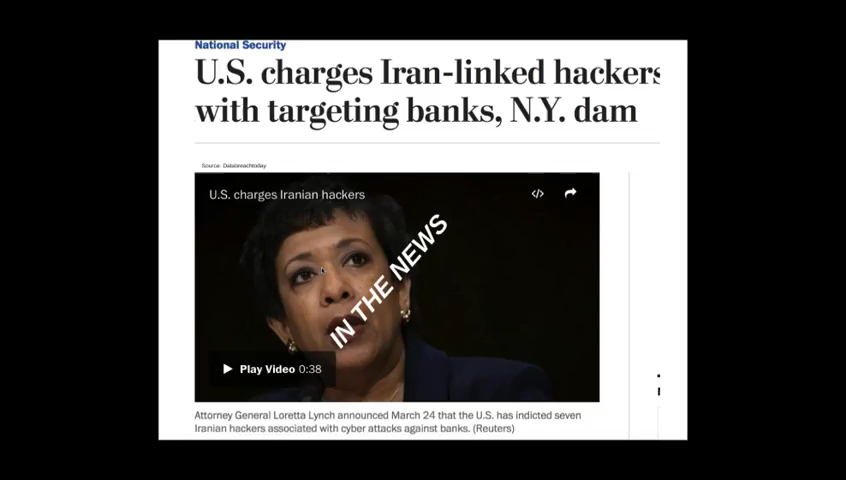 National Security
U.S. charges Iran-linked hackers
with targeting banks, N.Y. dam
Source: Databreachtoday
U.S. charges Iranian hackers
IN THE NEWS
Play Video 0:38
Attorney General Loretta Lynch announced March 24 that the U.S. has indicted seven
Iranian hackers associated with cyber attacks against banks. (Reuters)